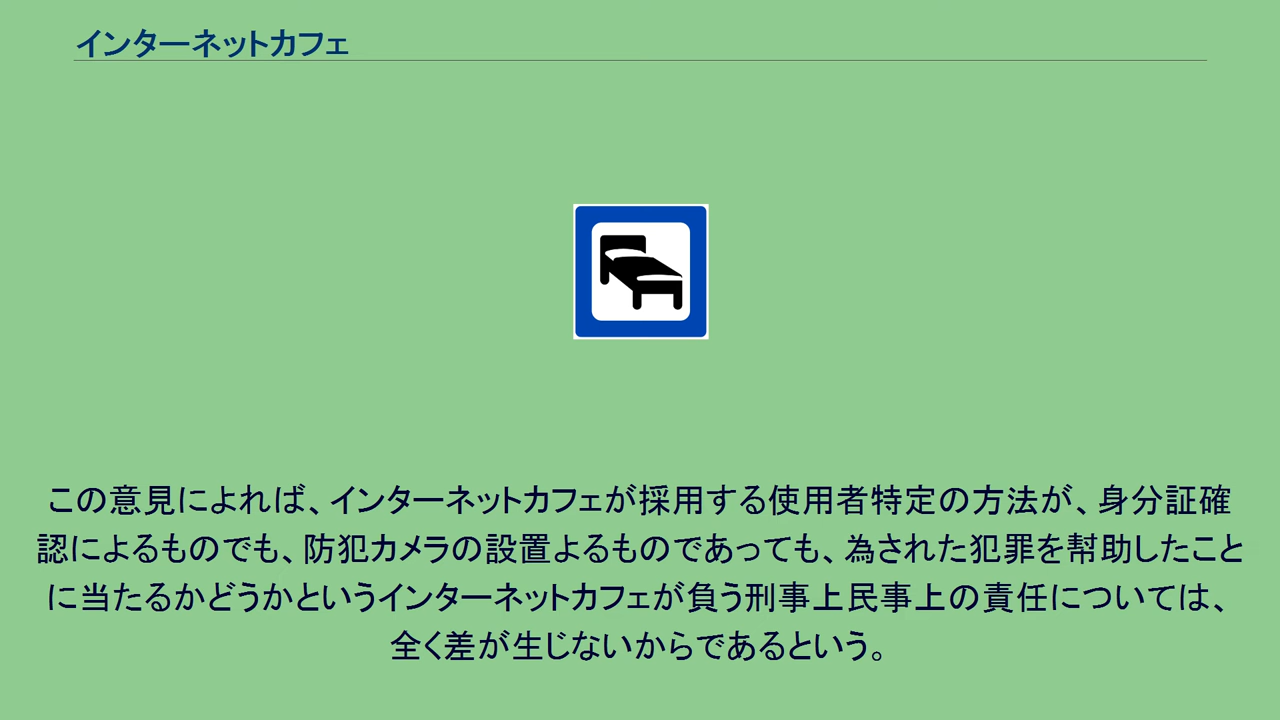 インターネットカフェ
この意見によれば、インターネットカフェが採用する使用者特定の方法が、身分証確
認によるものでも、防犯カメラの設置よるものであっても、為された犯罪を幇助したこと
に当たるかどうかというインターネットカフェが負う刑事上民事上の責任については、
全く差が生じないからであるという。